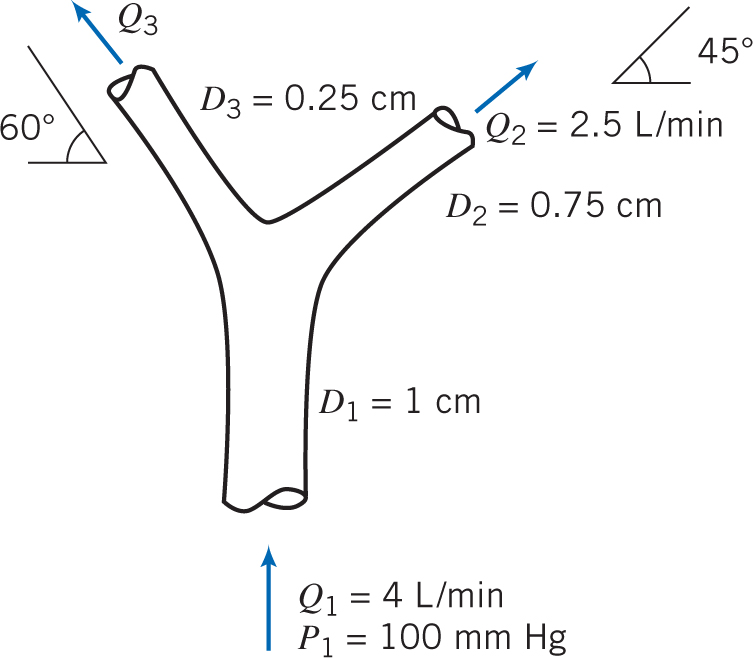 Q₃
45°
D₃ = 0.25 cm
60°
Q₂ = 2.5 L/min
D₂ = 0.75 cm
D₁ = 1 cm
Q₁ = 4 L/min
P₁ = 100 mm Hg